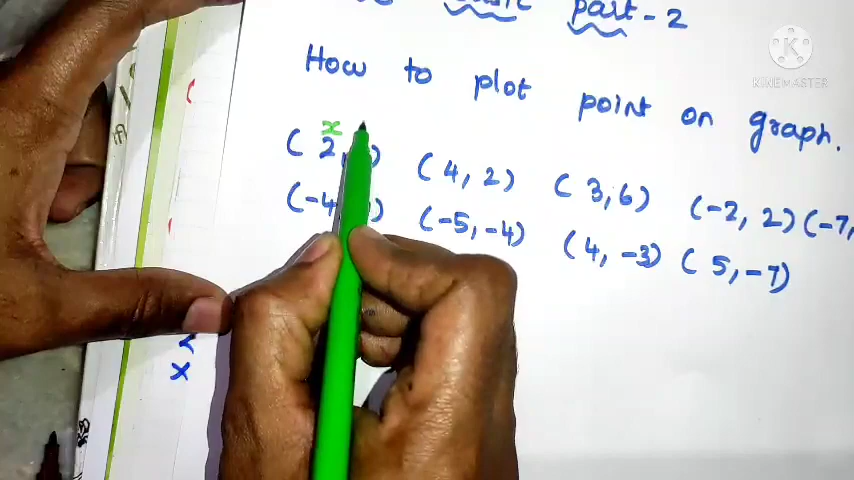 part - 2
How to plot point on graph.
x
( 2, ) (4, 2) ( 3, 6) (-2, 2) (-7,
(-4 ) (-5, -4) (4, -3) ( 5, -7)
x
K
KINEMASTER